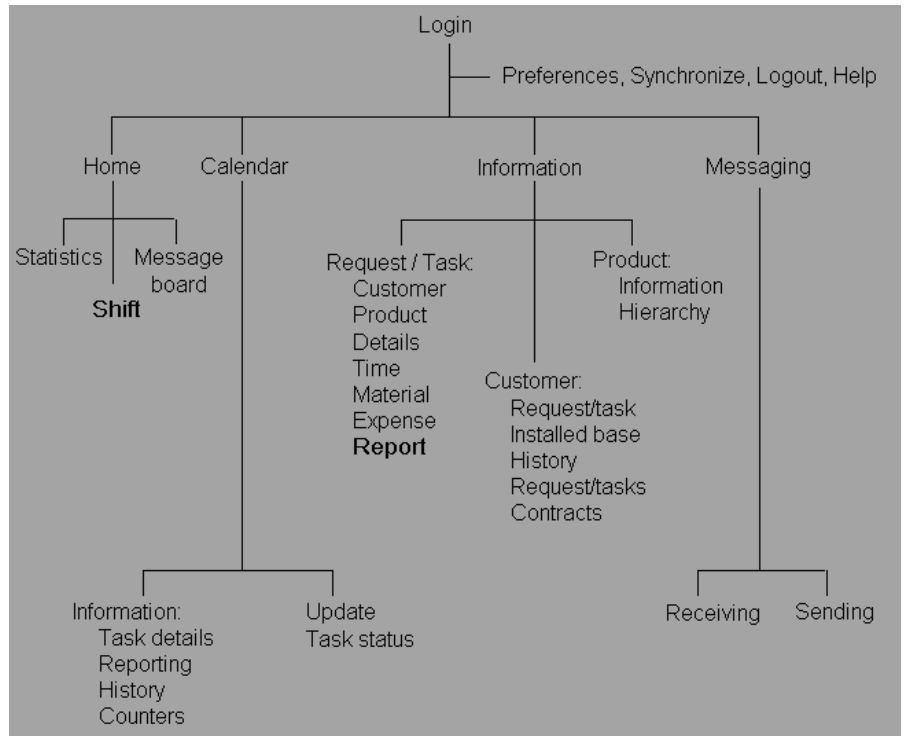 Login
Preferences, Synchronize, Logout, Help
Home
Calendar
Information
Messaging
Statistics
Message
board
Shift
Request / Task:
Customer
Product
Details
Time
Material
Expense
Report
Customer:
Request/task
Installed base
History
Request/tasks
Contracts
Product:
Information
Hierarchy
Information:
Task details
Reporting
History
Counters
Update
Task status
Receiving
Sending